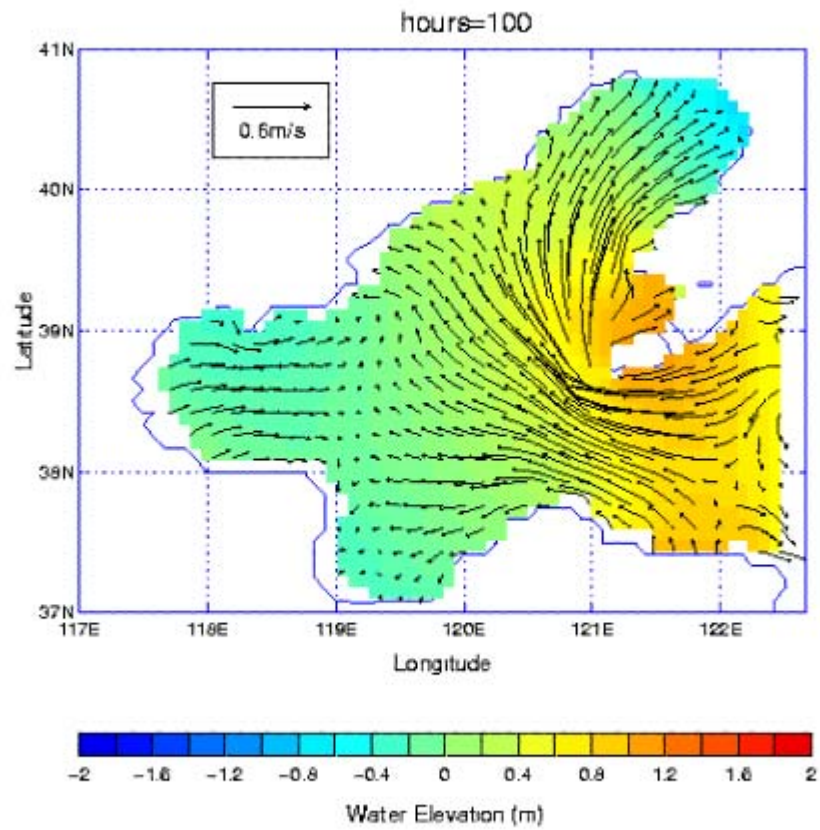 hours=100
41N
0.6m/s
40N
39N
38N
37N
Latitude
117E 118E 119E 120E 121E 122E
Longitude
-2 -1.6 -1.2 -0.8 -0.4 0 0.4 0.8 1.2 1.6 2
Water Elevation (m)